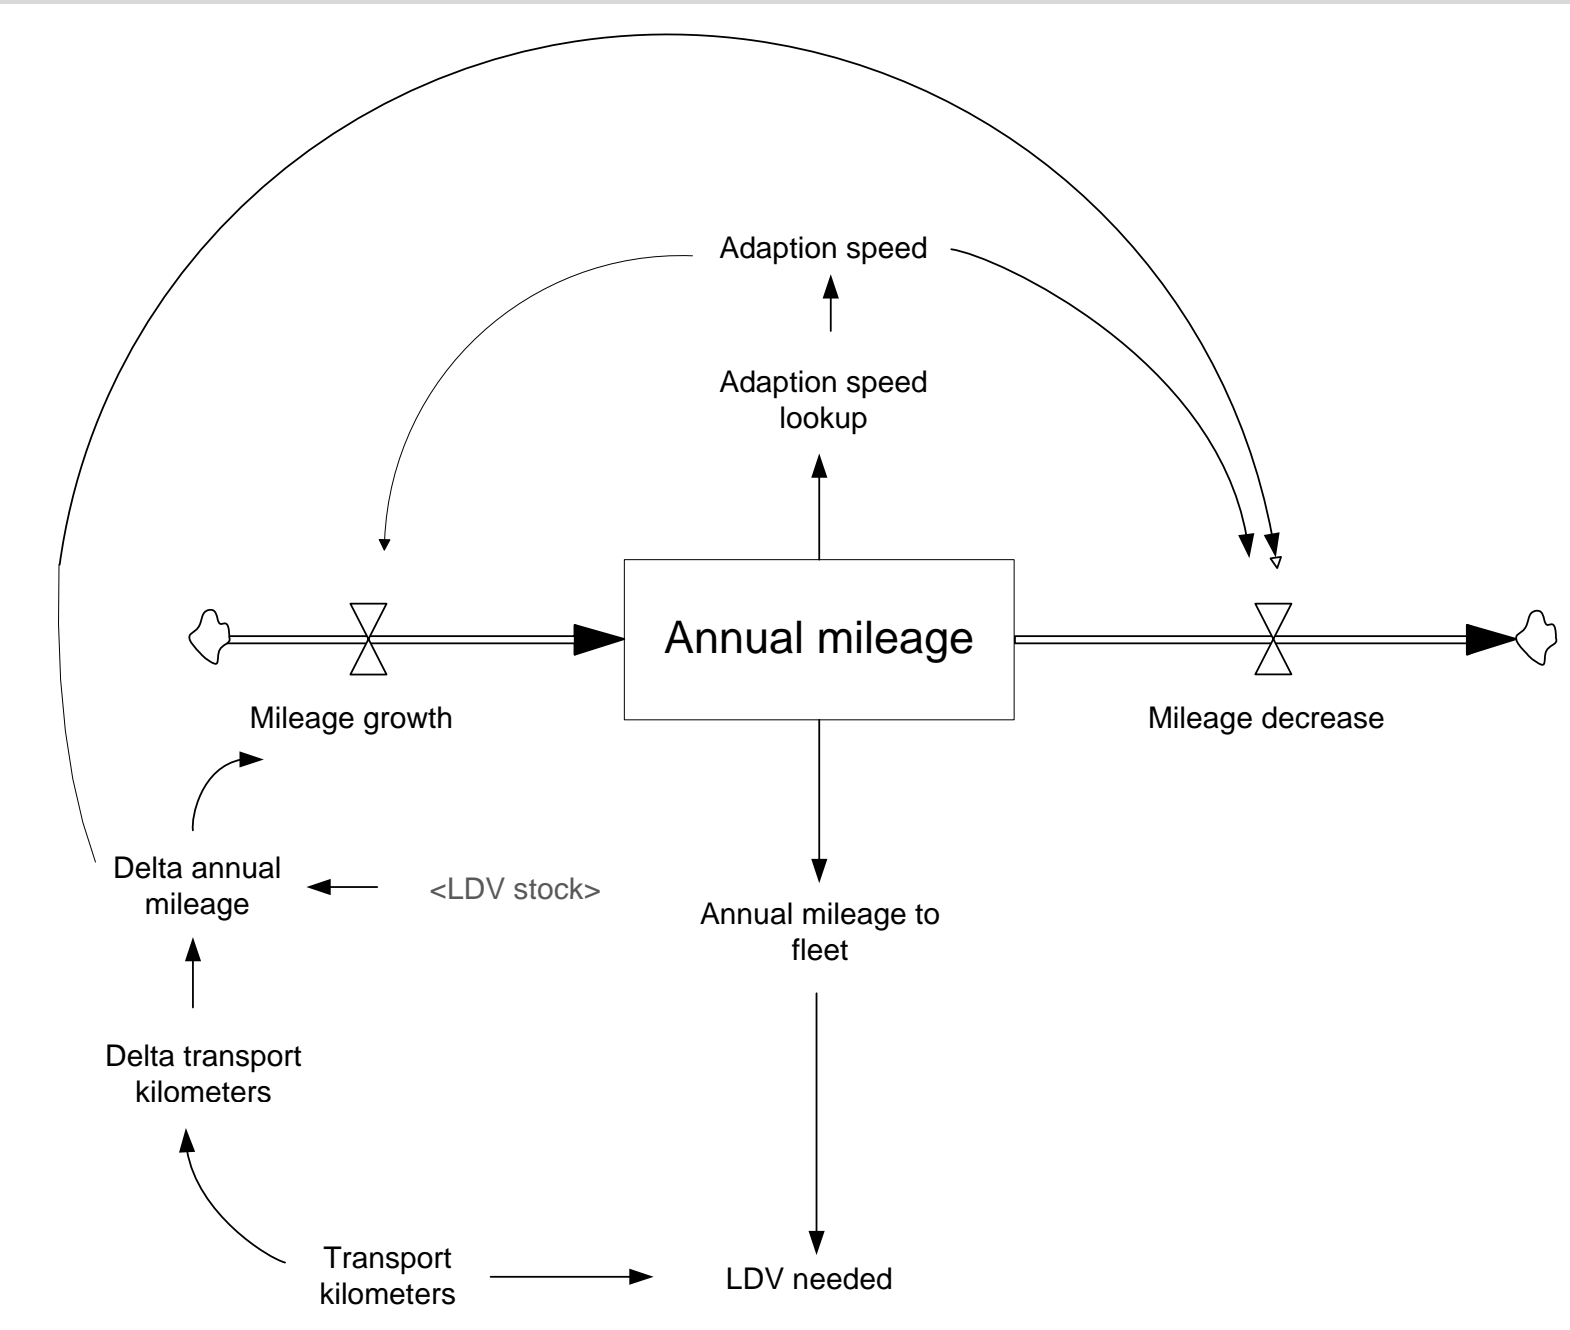 Adaption speed
Adaption speed
lookup
Annual mileage
Mileage growth
Mileage decrease
Delta annual
mileage
<LDV stock>
Annual mileage to
fleet
Delta transport
kilometers
Transport
kilometers
LDV needed